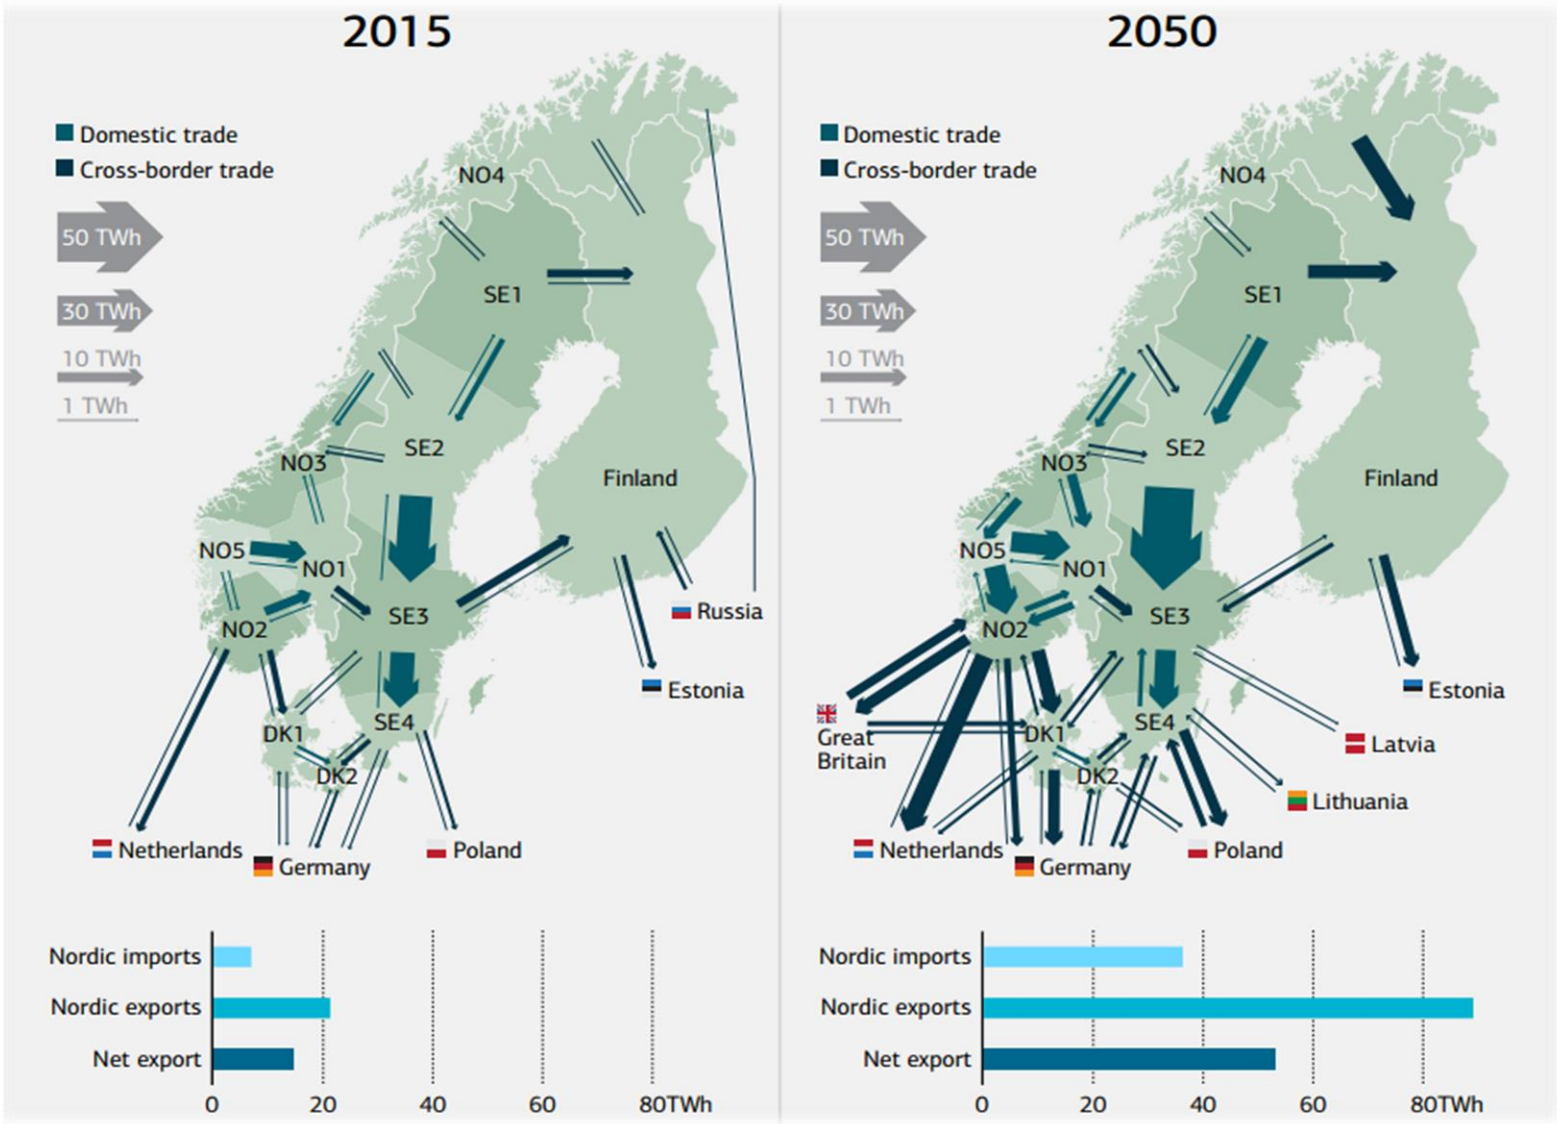 2015
Domestic trade
Cross-border trade
50 TWh
30 TWh
10 TWh
1 TWh
NO4
SE1
SE2
NO3
Finland
NO5
NO1
SE3
NO2
Russia
Estonia
SE4
DK1
DK2
Netherlands
Germany
Poland
Nordic imports
Nordic exports
Net export
0 20 40 60 80TWh
2050
Domestic trade
Cross-border trade
50 TWh
30 TWh
10 TWh
1 TWh
NO4
SE1
SE2
NO3
Finland
NO5
NO1
SE3
NO2
Estonia
Great
Britain
SE4
DK1
Latvia
DK2
Lithuania
Netherlands
Germany
Poland
Nordic imports
Nordic exports
Net export
0 20 40 60 80TWh